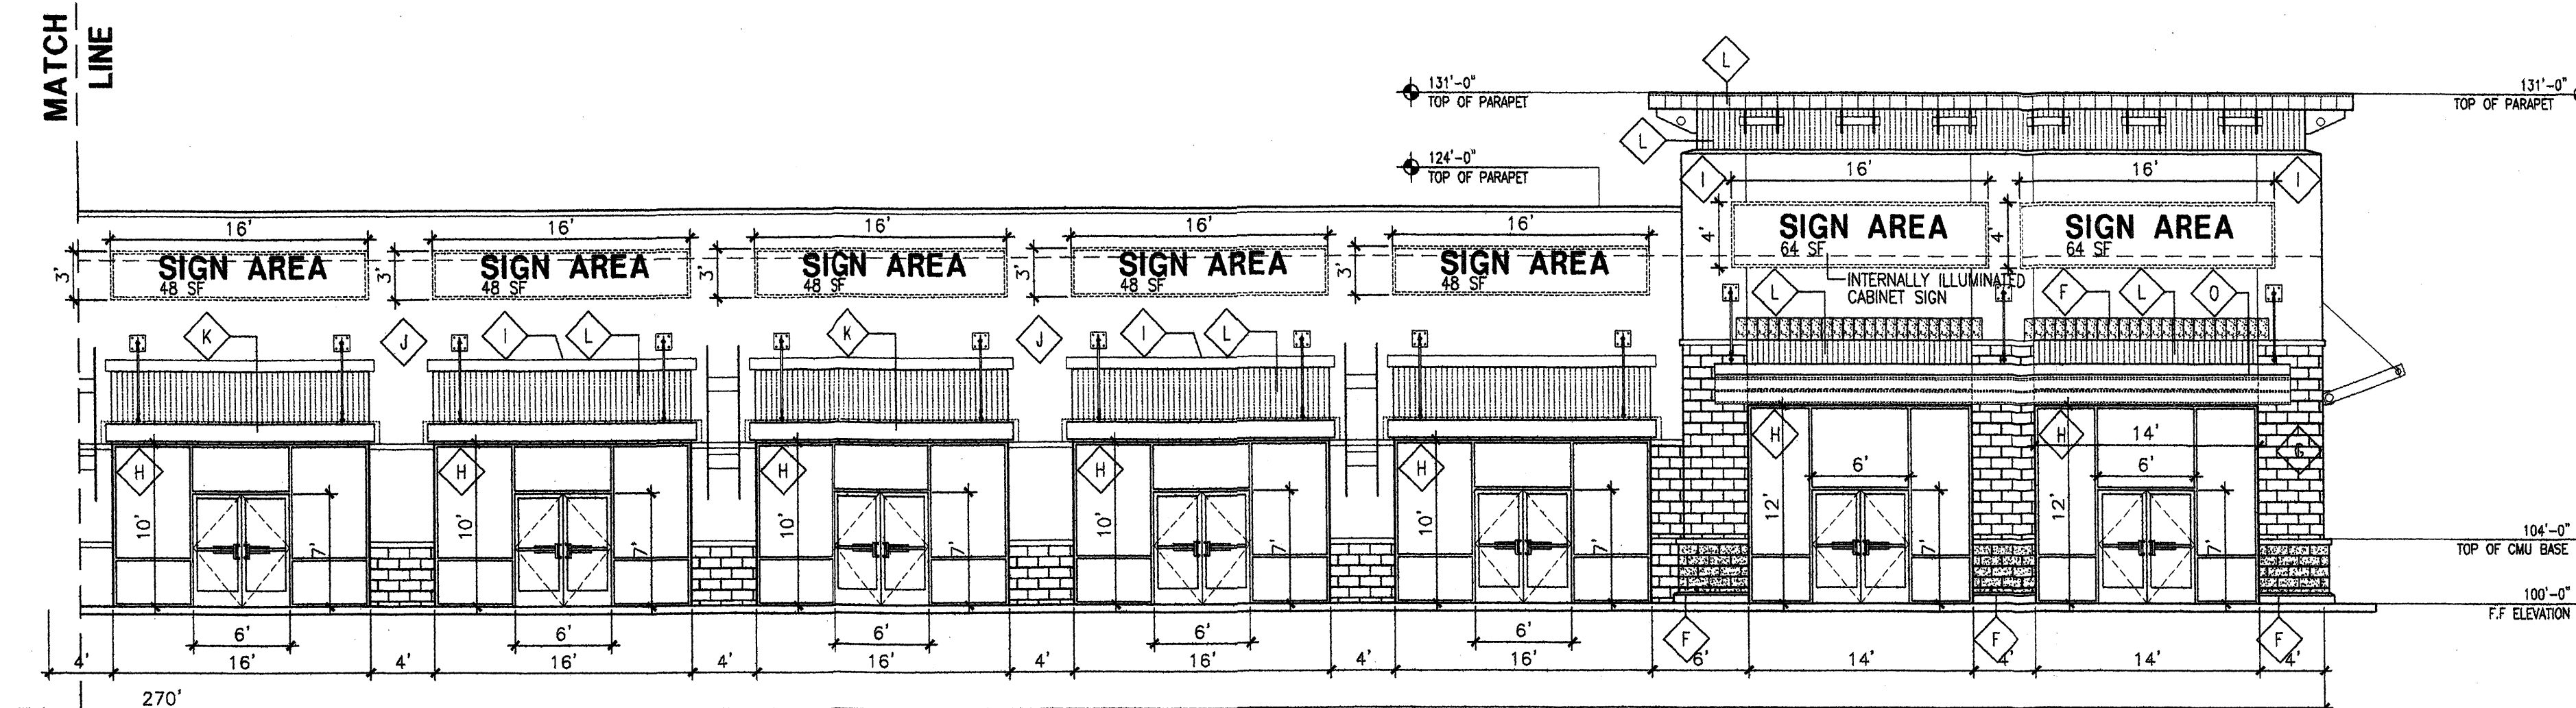 MATCH
LINE
L
131'-0"
TOP OF PARAPET
131'-0"
TOP OF PARAPET
L
124'-0"
TOP OF PARAPET
I
16'
16'
I
16'
16'
16'
16'
16'
4'
SIGN AREA
64 SF
4'
SIGN AREA
64 SF
3'
SIGN AREA
48 SF
3'
SIGN AREA
48 SF
3'
SIGN AREA
48 SF
3'
SIGN AREA
48 SF
3'
SIGN AREA
48 SF
INTERNALLY ILLUMINATED
CABINET SIGN
L
F
L
O
K
J
I
L
K
J
I
L
H
H
14'
G
H
H
H
H
H
6'
6'
10'
7'
10'
7'
10'
7'
10'
7'
10'
7'
12'
7'
12'
7'
104'-0"
TOP OF CMU BASE
100'-0"
F.F ELEVATION
6'
6'
6'
6'
6'
F
F
F
4'
16'
4'
16'
4'
16'
4'
16'
4'
16'
6'
14'
4'
14'
4'
270'